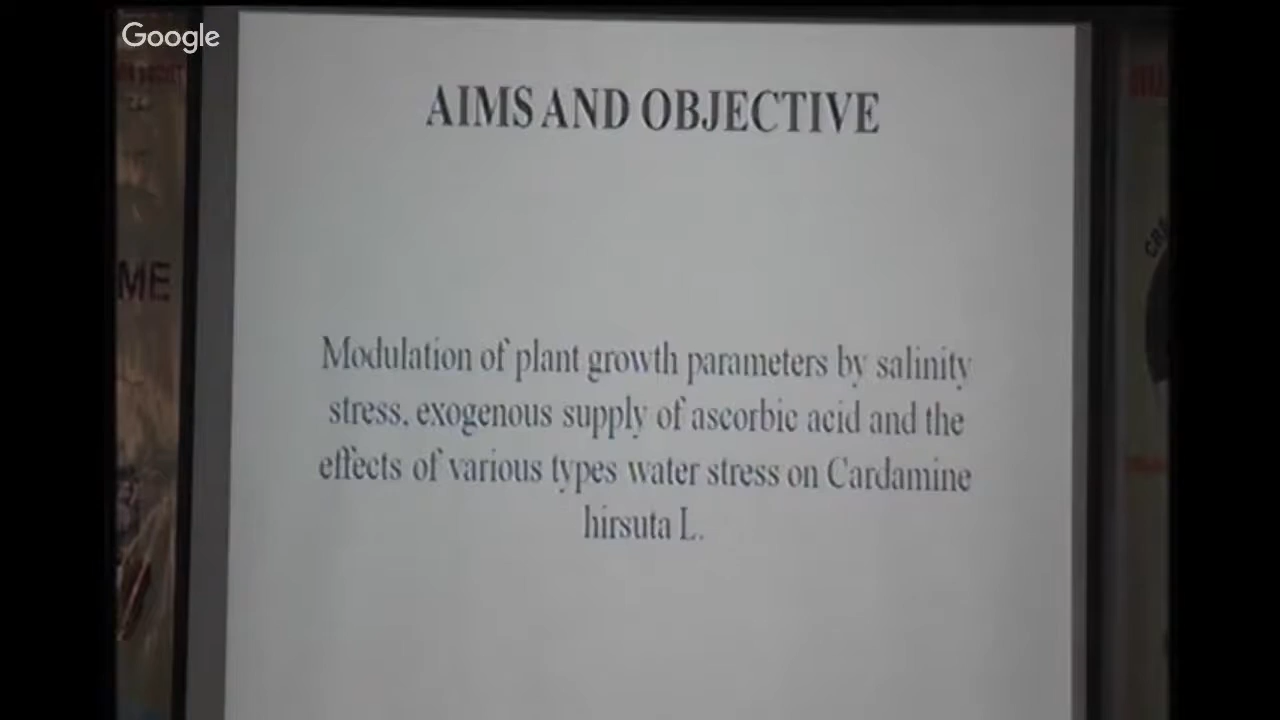 Google
AIMS AND OBJECTIVE
ME
Modulation of plant growth parameters by salinity
stress, exogenous supply of ascorbic acid and the
effects of various types water stress on Cardamine
hirsuta L.